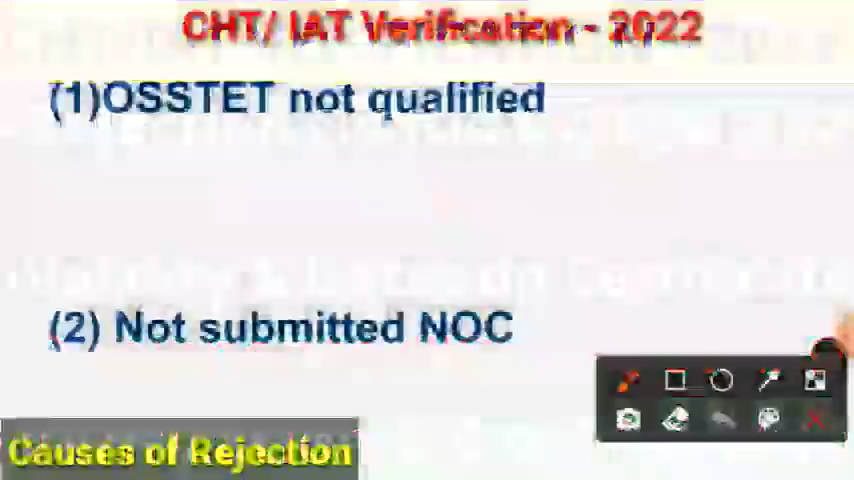 CHT/ IAT Verification - 2022
(1)OSSTET not qualified
(2) Not submitted NOC
Causes of Rejection